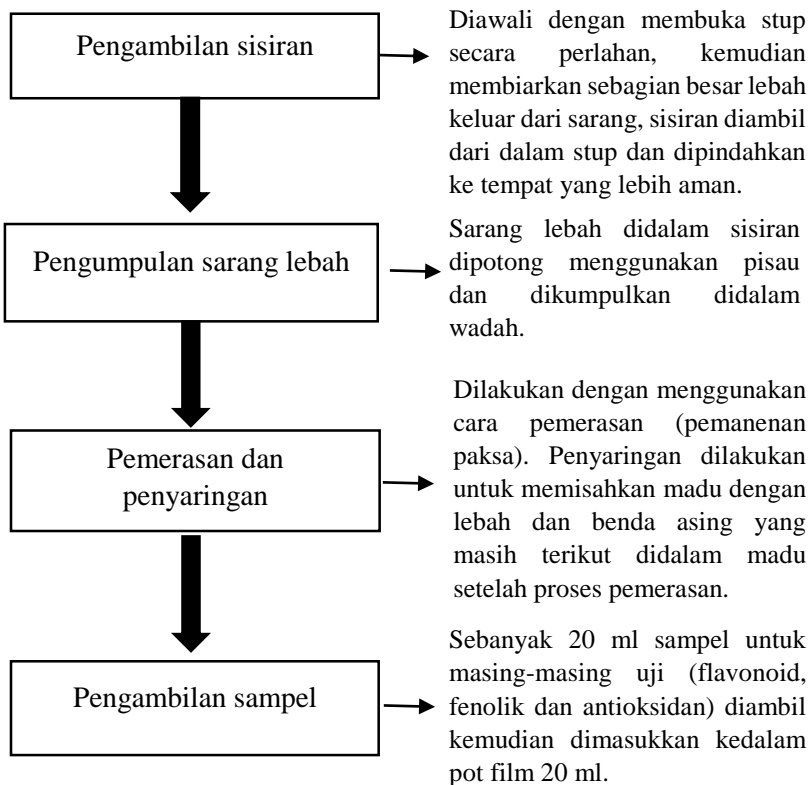 Pengambilan sisiran
Diawali dengan membuka stup
secara perlahan, kemudian
membiarkan sebagian besar lebah
keluar dari sarang, sisiran diambil
dari dalam stup dan dipindahkan
ke tempat yang lebih aman.
Pengumpulan sarang lebah
Sarang lebah didalam sisiran
dipotong menggunakan pisau
dan dikumpulkan didalam
wadah.
Pemerasan dan
penyaringan
Dilakukan dengan menggunakan
cara pemerasan (pemanenan
paksa). Penyaringan dilakukan
untuk memisahkan madu dengan
lebah dan benda asing yang
masih terikut didalam madu
setelah proses pemerasan.
Pengambilan sampel
Sebanyak 20 ml sampel untuk
masing-masing uji (flavonoid,
fenolik dan antioksidan) diambil
kemudian dimasukkan kedalam
pot film 20 ml.